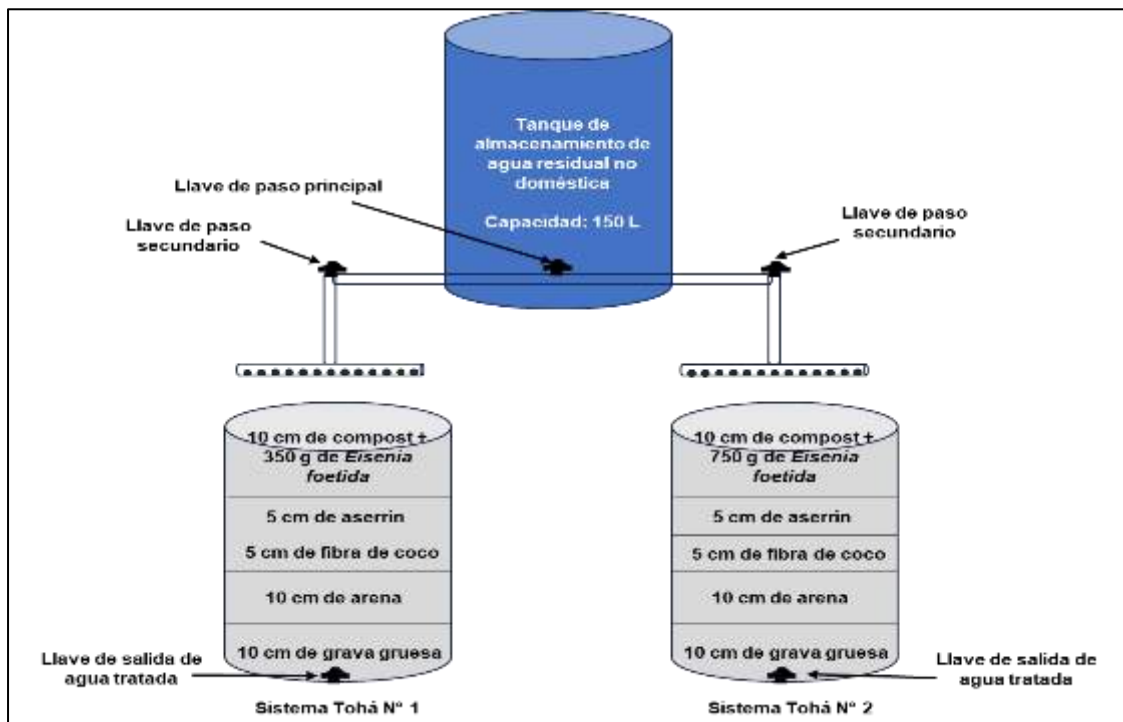 Tanque de
almacenamiento de
agua residual no
doméstica
Capacidad: 150 L
Llave de paso principal
Llave de paso
secundario
Llave de paso
secundario
10 cm de compost +
350 g de Eisenia
foetida
5 cm de aserrin
5 cm de fibra de coco
10 cm de arena
10 cm de grava gruesa
Llave de salida de
agua tratada
Sistema Tohá N° 1
10 cm de compost +
750 g de Eisenia
foetida
5 cm de aserrin
5 cm de fibra de coco
10 cm de arena
10 cm de grava gruesa
Llave de salida de
agua tratada
Sistema Tohá N° 2